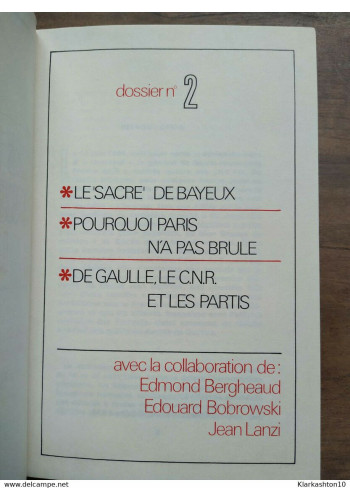 dossier n° 2
*LE "SACRE" DE BAYEUX
*POURQUOI PARIS
N'A PAS BRULE
*DE GAULLE, LE C.N.R.
ET LES PARTIS
avec la collaboration de:
Edmond Bergheaud
Edouard Bobrowski
Jean Lanzi
delcampe.net
Klarkashton10